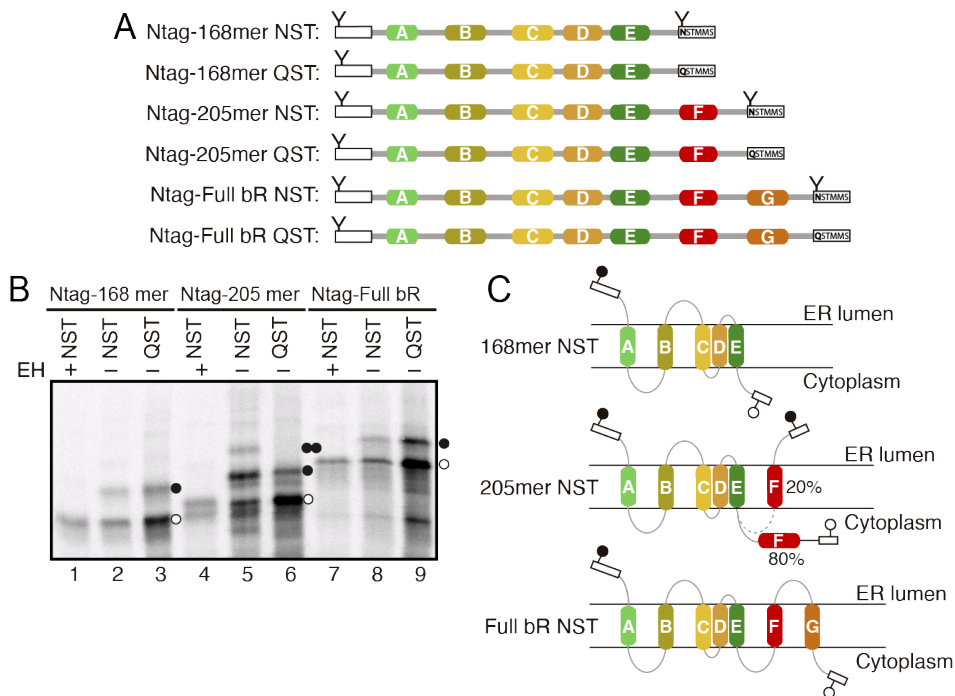 A
Ntag-168mer NST: A B C D E NSTMMS
Ntag-168mer QST: A B C D E QSTMMS
Ntag-205mer NST: A B C D E F NSTMMS
Ntag-205mer QST: A B C D E F QSTMMS
Ntag-Full bR NST: A B C D E F G NSTMMS
Ntag-Full bR QST: A B C D E F G QSTMMS
B
Ntag-168 mer Ntag-205 mer Ntag-Full bR
NST NST QST NST NST QST NST NST QST
EH + − − + − − + − −
1 2 3 4 5 6 7 8 9
C
ER lumen
168mer NST A B C D E
Cytoplasm
ER lumen
205mer NST A B C D E F 20%
Cytoplasm
F
80%
ER lumen
Full bR NST A B C D E F G
Cytoplasm